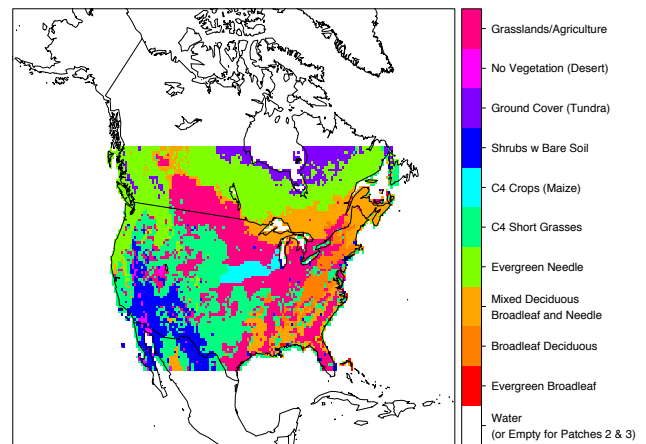 Grasslands/Agriculture
No Vegetation (Desert)
Ground Cover (Tundra)
Shrubs w Bare Soil
C4 Crops (Maize)
C4 Short Grasses
Evergreen Needle
Mixed Deciduous
Broadleaf and Needle
Broadleaf Deciduous
Evergreen Broadleaf
Water
(or Empty for Patches 2 & 3)